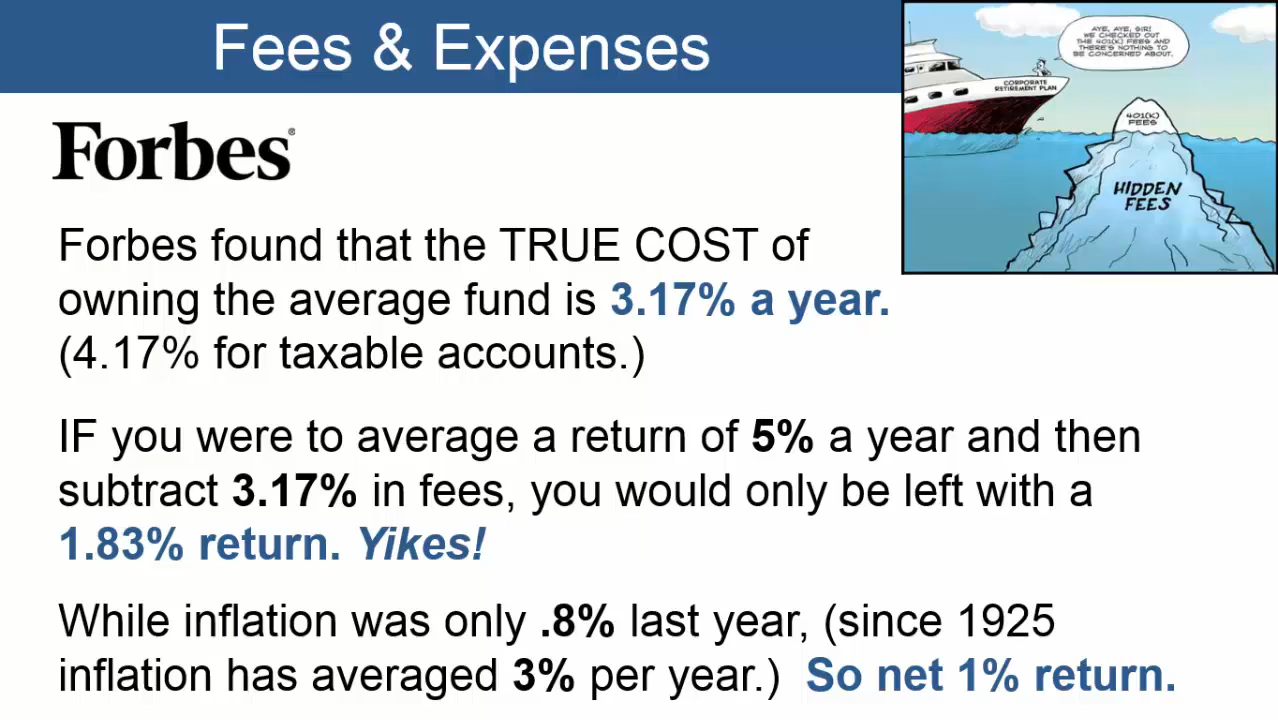 Fees & Expenses
AYE, AYE, SIR!
WE CHECKED OUT
THE 401(K) FEES AND
THERE'S NOTHING TO
BE CONCERNED ABOUT.
CORPORATE
RETIREMENT PLAN
401(K)
FEES
HIDDEN
FEES
Forbes®
Forbes found that the TRUE COST of
owning the average fund is 3.17% a year.
(4.17% for taxable accounts.)
IF you were to average a return of 5% a year and then
subtract 3.17% in fees, you would only be left with a
1.83% return. Yikes!
While inflation was only .8% last year, (since 1925
inflation has averaged 3% per year.) So net 1% return.